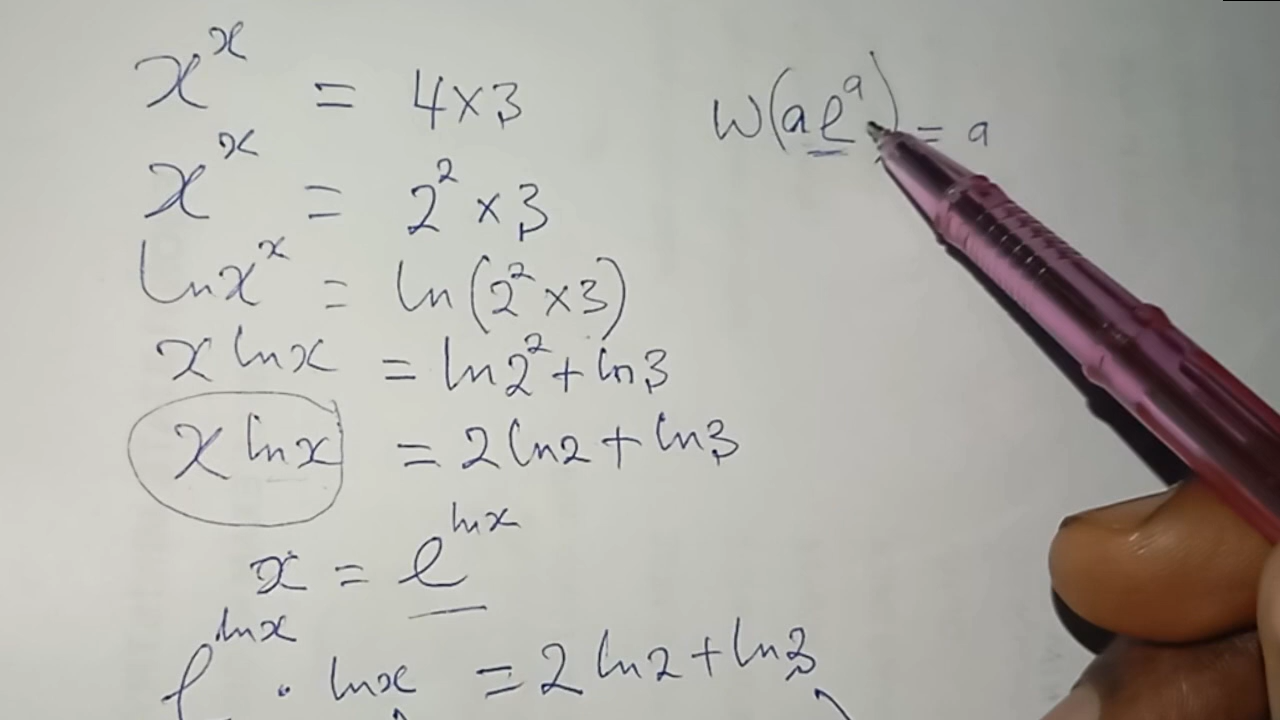 x^x = 4×3
W(ae^a) = a
x^x = 2^2 × 3
ln x^x = ln(2^2 × 3)
x ln x = ln 2^2 + ln 3
x ln x = 2 ln 2 + ln 3
x = e^ln x
e^ln x · ln x = 2 ln 2 + ln 3